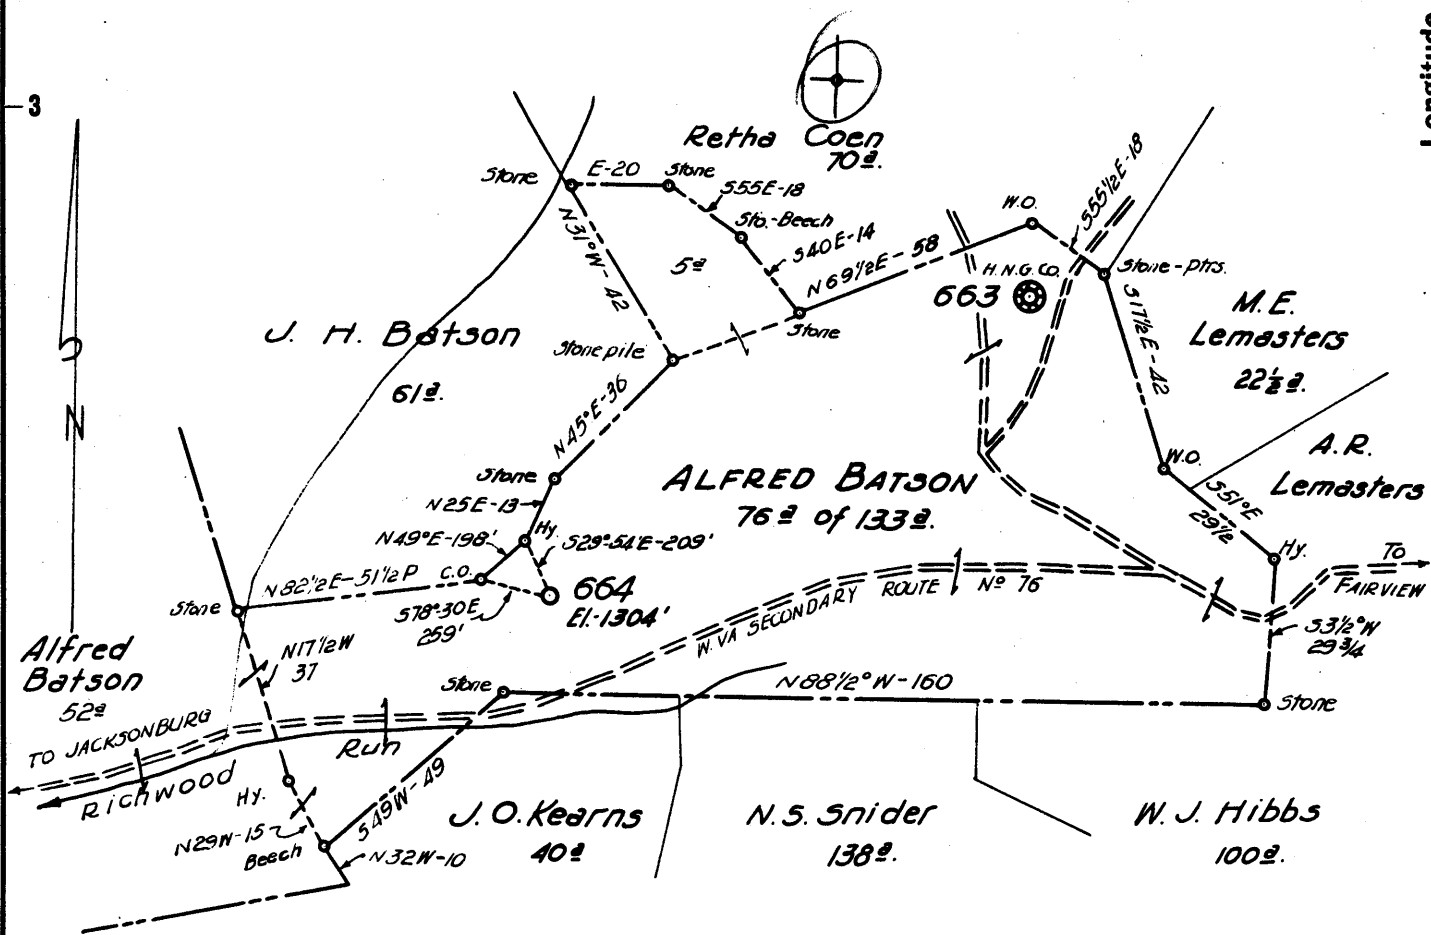 Longitude
3
Retha Coen
70a.
Stone
E-20
Stone
S55E-18
Sto.-Beech
S40E-14
5a
N31°W-42
N69½E-58
W.O.
S55½E-18
H.N.G.CO.
663
Stone-Ptrs.
M.E.
Lemasters
22½a.
S17½E-42
Stone
Stonepile
J. H. Batson
61a.
N
N45°E-36
Stone
N25E-13
Hy.
N49°E-198'
S29°-54'E-209'
N82½E-51½P
C.O.
S78°-30E
259'
664
El.-1304'
ALFRED BATSON
76a of 133a.
W.O.
A.R.
Lemasters
S51°E
29½
Hy.
TO
FAIRVIEW
S3½°W
29¾
Stone
W.VA SECONDARY ROUTE No 76
Stone
N17½W
37
Alfred
Batson
52a
Stone
N88½°W-160
TO JACKSONBURG
Richwood Run
Hy.
N29W-15
Beech
S49W-49
N32W-10
J.O.Kearns
40a
N.S. Snider
138a.
W. J. Hibbs
100a.